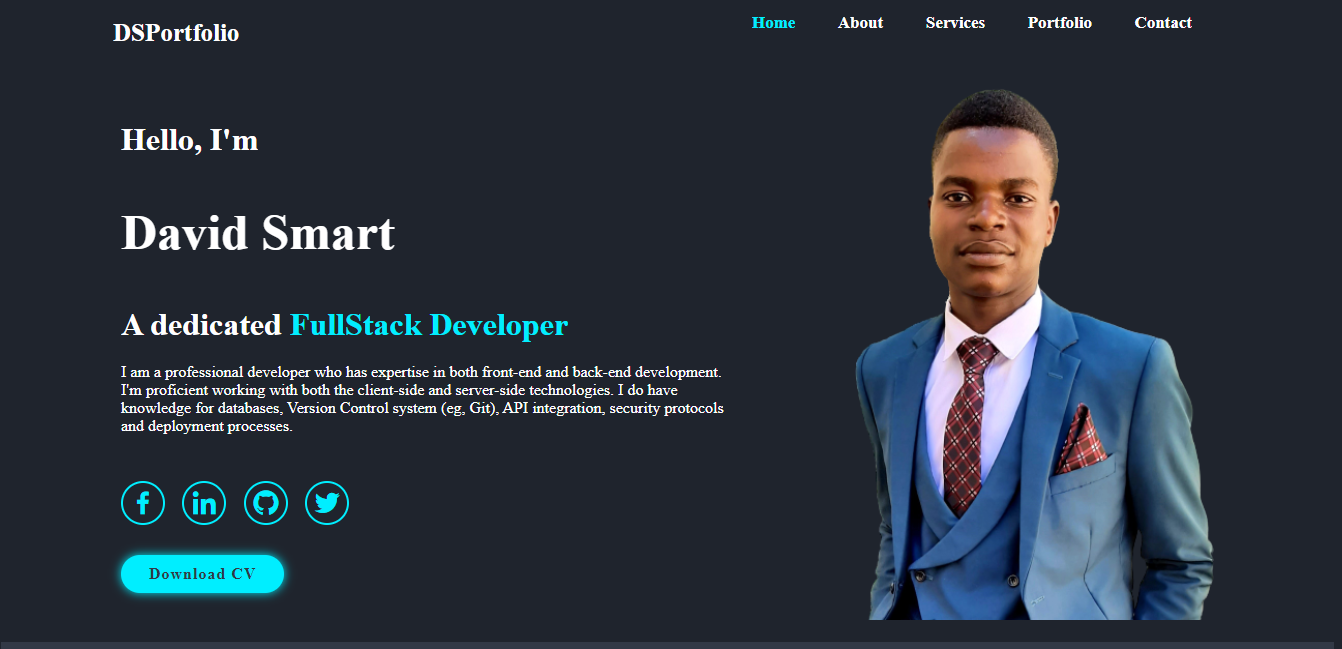 DSPortfolio
Home About Services Portfolio Contact
Hello, I'm
David Smart
A dedicated FullStack Developer
I am a professional developer who has expertise in both front-end and back-end development.
I'm proficient working with both the client-side and server-side technologies. I do have
knowledge for databases, Version Control system (eg, Git), API integration, security protocols
and deployment processes.
Download CV